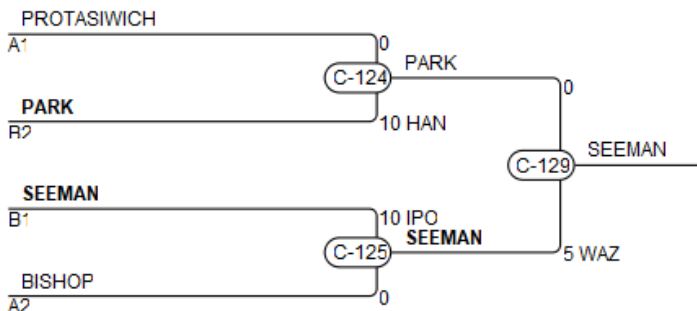 PROTASIWICH
A1
0
C-124
PARK
0
PARK
B2
10 HAN
C-129
SEEMAN
SEEMAN
B1
10 IPO
SEEMAN
C-125
5 WAZ
BISHOP
A2
0